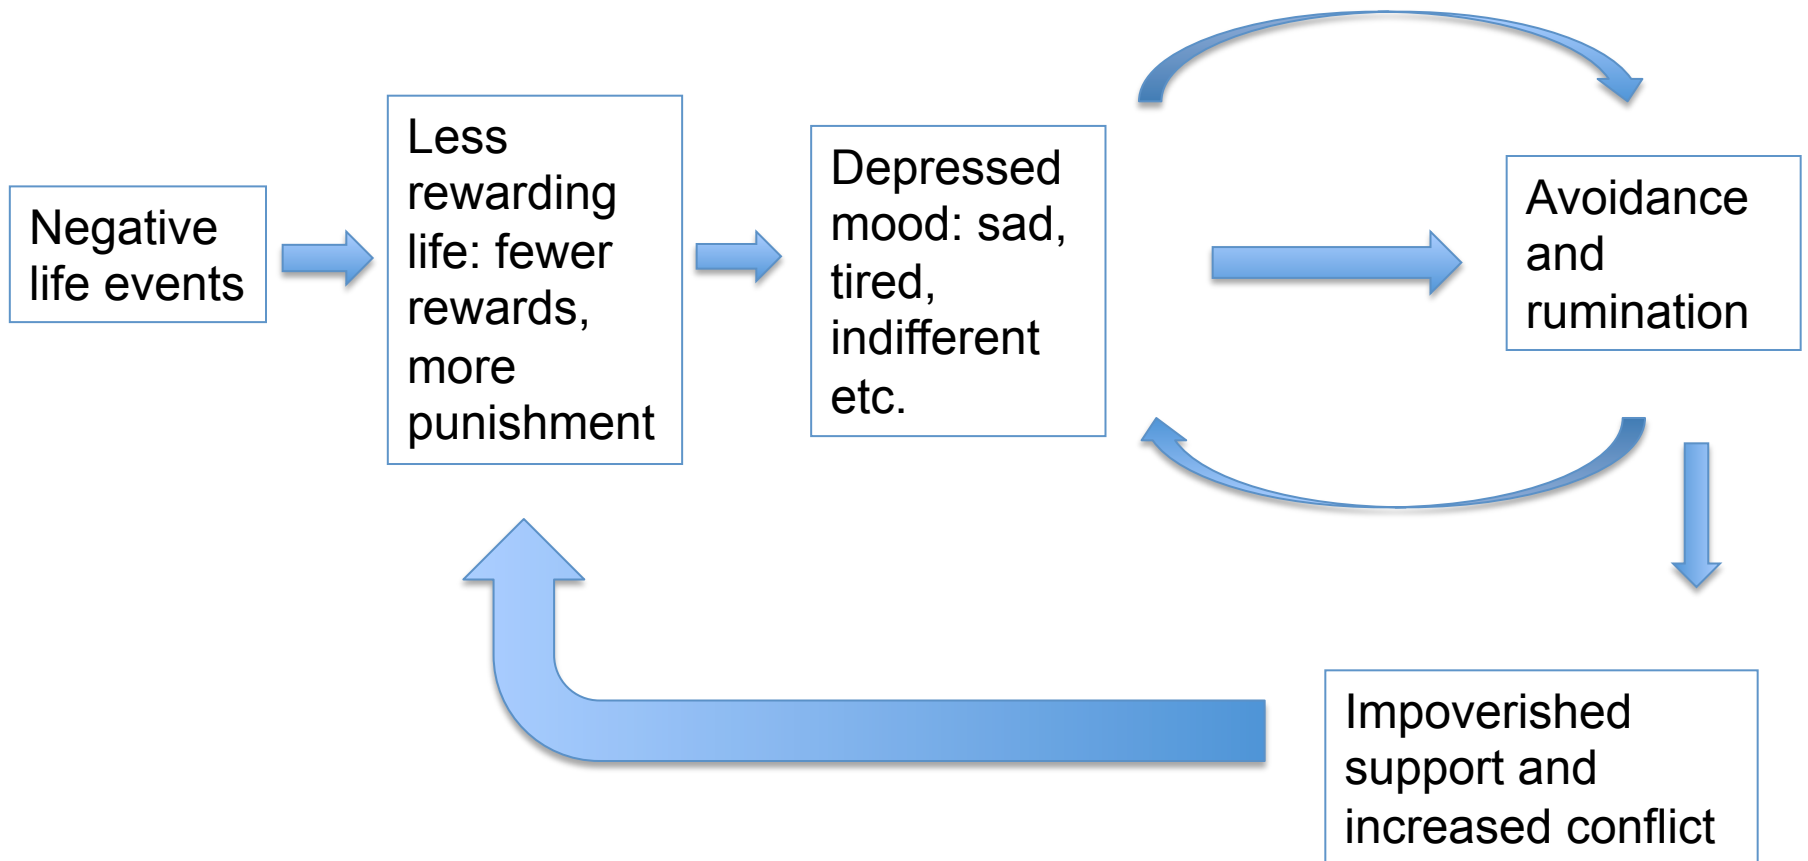 Negative
life events
Less
rewarding
life: fewer
rewards,
more
punishment
Depressed
mood: sad,
tired,
indifferent
etc.
Avoidance
and
rumination
Impoverished
support and
increased conflict